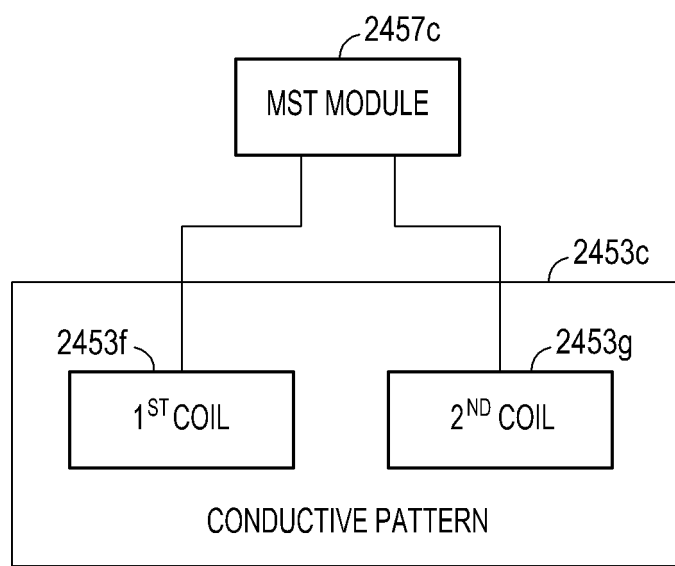 2457c
MST MODULE
2453c
2453f
2453g
1ST COIL
2ND COIL
CONDUCTIVE PATTERN